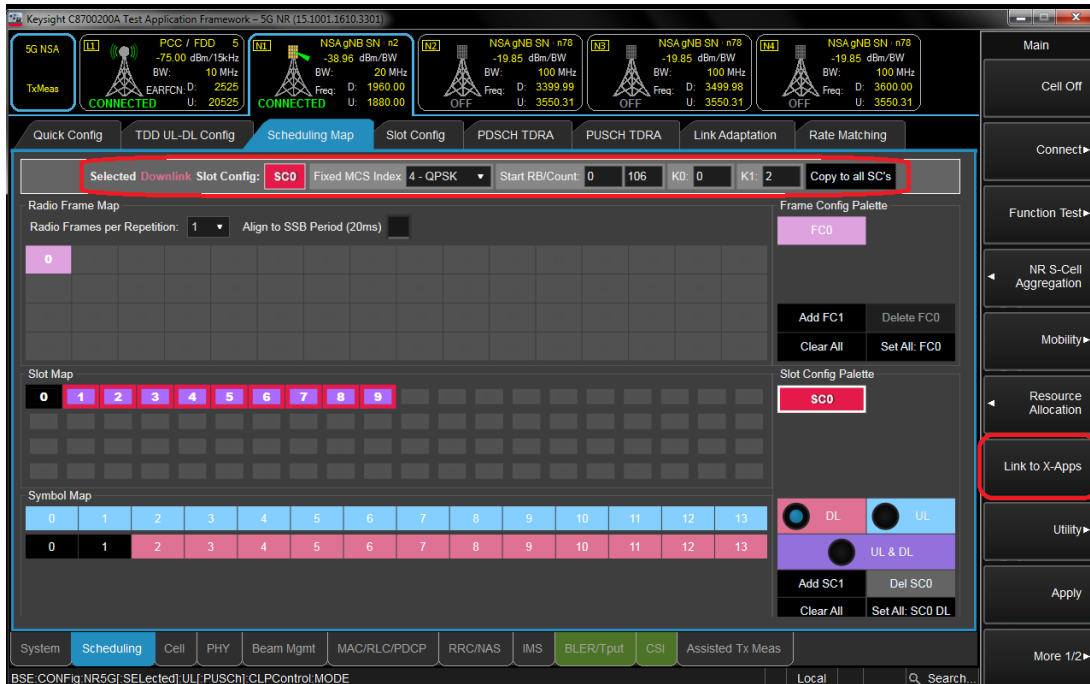 Keysight C8700200A Test Application Framework – 5G NR (15.1001.1610.3301)
5G NSA
TxMeas
L1 PCC / FDD 5
-75.00 dBm/15kHz
BW: 10 MHz
EARFCN: D: 2525
CONNECTED U: 20525
N1 NSA gNB SN · n2
-38.96 dBm/BW
BW: 20 MHz
Freq: D: 1960.00
CONNECTED U: 1880.00
N2 NSA gNB SN · n78
-19.85 dBm/BW
BW: 100 MHz
Freq: D: 3399.99
OFF U: 3550.31
N3 NSA gNB SN · n78
-19.85 dBm/BW
BW: 100 MHz
Freq: D: 3499.98
OFF U: 3550.31
N4 NSA gNB SN · n78
-19.85 dBm/BW
BW: 100 MHz
Freq: D: 3600.00
OFF U: 3550.31
Quick Config TDD UL-DL Config Scheduling Map Slot Config PDSCH TDRA PUSCH TDRA Link Adaptation Rate Matching
Selected Downlink Slot Config: SC0 Fixed MCS Index 4 - QPSK Start RB/Count: 0 106 K0: 0 K1: 2 Copy to all SC's
Radio Frame Map
Radio Frames per Repetition: 1 Align to SSB Period (20ms)
0
Frame Config Palette
FC0
Add FC1 Delete FC0
Clear All Set All: FC0
Slot Map
0 1 2 3 4 5 6 7 8 9
Slot Config Palette
SC0
Symbol Map
0 1 2 3 4 5 6 7 8 9 10 11 12 13
0 1 2 3 4 5 6 7 8 9 10 11 12 13
DL UL
UL & DL
Add SC1 Del SC0
Clear All Set All: SC0 DL
System Scheduling Cell PHY Beam Mgmt MAC/RLC/PDCP RRC/NAS IMS BLER/Tput CSI Assisted Tx Meas
BSE:CONFig:NR5G[:SELected]:UL[:PUSCh]:CLPControl:MODE Local Search...
Main
Cell Off
Connect
Function Test
NR S-Cell
Aggregation
Mobility
Resource
Allocation
Link to X-Apps
Utility
Apply
More 1/2